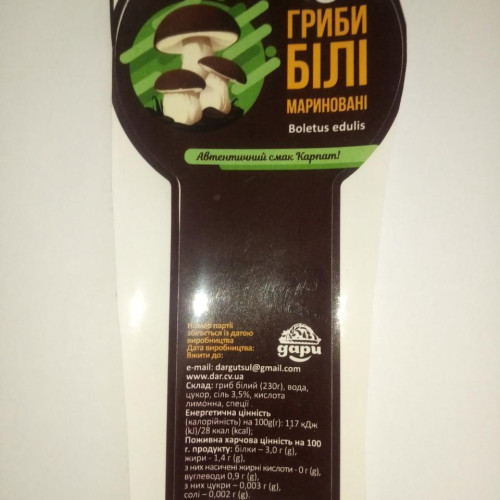 ГРИБИ
БІЛІ
МАРИНОВАНІ
Boletus edulis
Автентичний смак Карпат!
Номер партії
збігається із датою
виробництва
Дата виробництва:
Вжити до:
дари
e-mail: dargutsul@gmail.com
www.dar.cv.ua
Склад: гриб білий (230г), вода,
цукор, сіль 3,5%, кислота
лимонна, спеції .
Енергетична цінність
(калорійність) на 100g(г): 117 кДж
(kJ)/28 ккал (kcal);
Поживна харчова цінність на 100
г. продукту: білки – 3,0 г (g),
жири - 1,4 г (g),
з них насичені жирні кислоти - 0 г (g),
вуглеводи 0,9 г (g),
з них цукри – 0,003 г (g),
солі – 0,002 г (g).